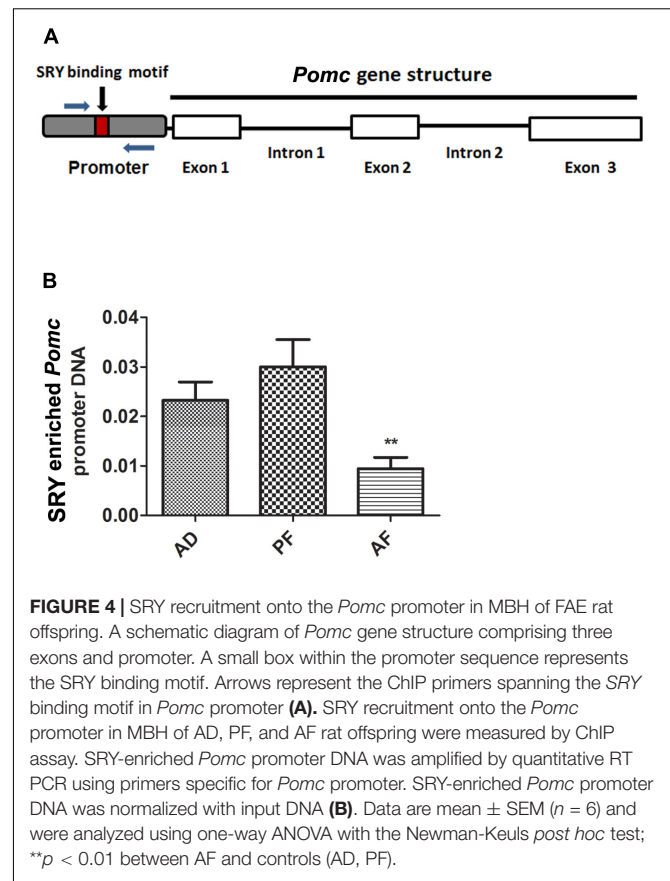 A
SRY binding motif
Pomc gene structure
Promoter
Exon 1
Intron 1
Exon 2
Intron 2
Exon 3
B
SRY enriched Pomc
promoter DNA
0.04
0.03
0.02
0.01
0.00
**
AD
PF
AF
FIGURE 4 | SRY recruitment onto the Pomc promoter in MBH of FAE rat
offspring. A schematic diagram of Pomc gene structure comprising three
exons and promoter. A small box within the promoter sequence represents
the SRY binding motif. Arrows represent the ChIP primers spanning the SRY
binding motif in Pomc promoter (A). SRY recruitment onto the Pomc
promoter in MBH of AD, PF, and AF rat offspring were measured by ChIP
assay. SRY-enriched Pomc promoter DNA was amplified by quantitative RT
PCR using primers specific for Pomc promoter. SRY-enriched Pomc promoter
DNA was normalized with input DNA (B). Data are mean ± SEM (n = 6) and
were analyzed using one-way ANOVA with the Newman-Keuls post hoc test;
**p < 0.01 between AF and controls (AD, PF).